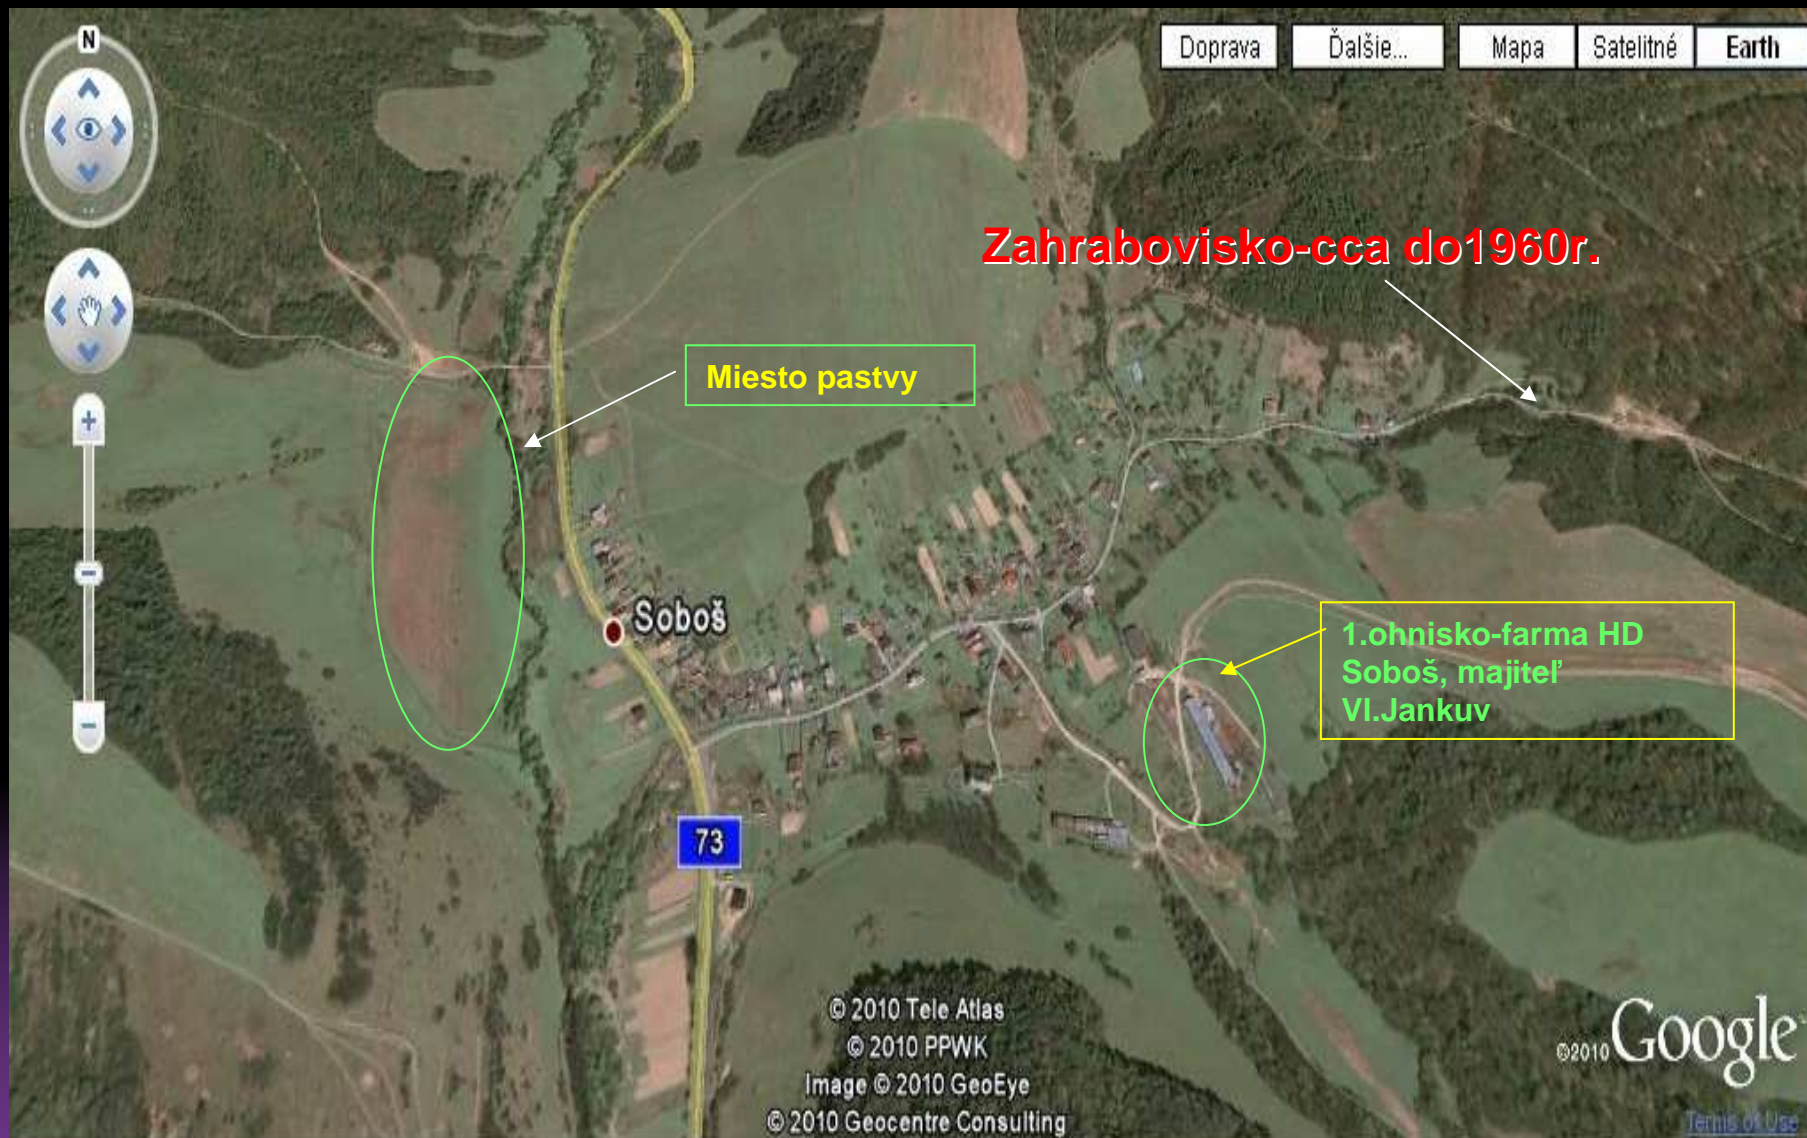 N
Doprava
Ďalšie...
Mapa
Satelitné
Earth
Zahrabovisko-cca do1960r.
Miesto pastvy
Soboš
1.ohnisko-farma HD
Soboš, majiteľ
Vl.Jankuv
73
© 2010 Tele Atlas
© 2010 PPWK
Image © 2010 GeoEye
© 2010 Geocentre Consulting
©2010 Google
Terms of Use